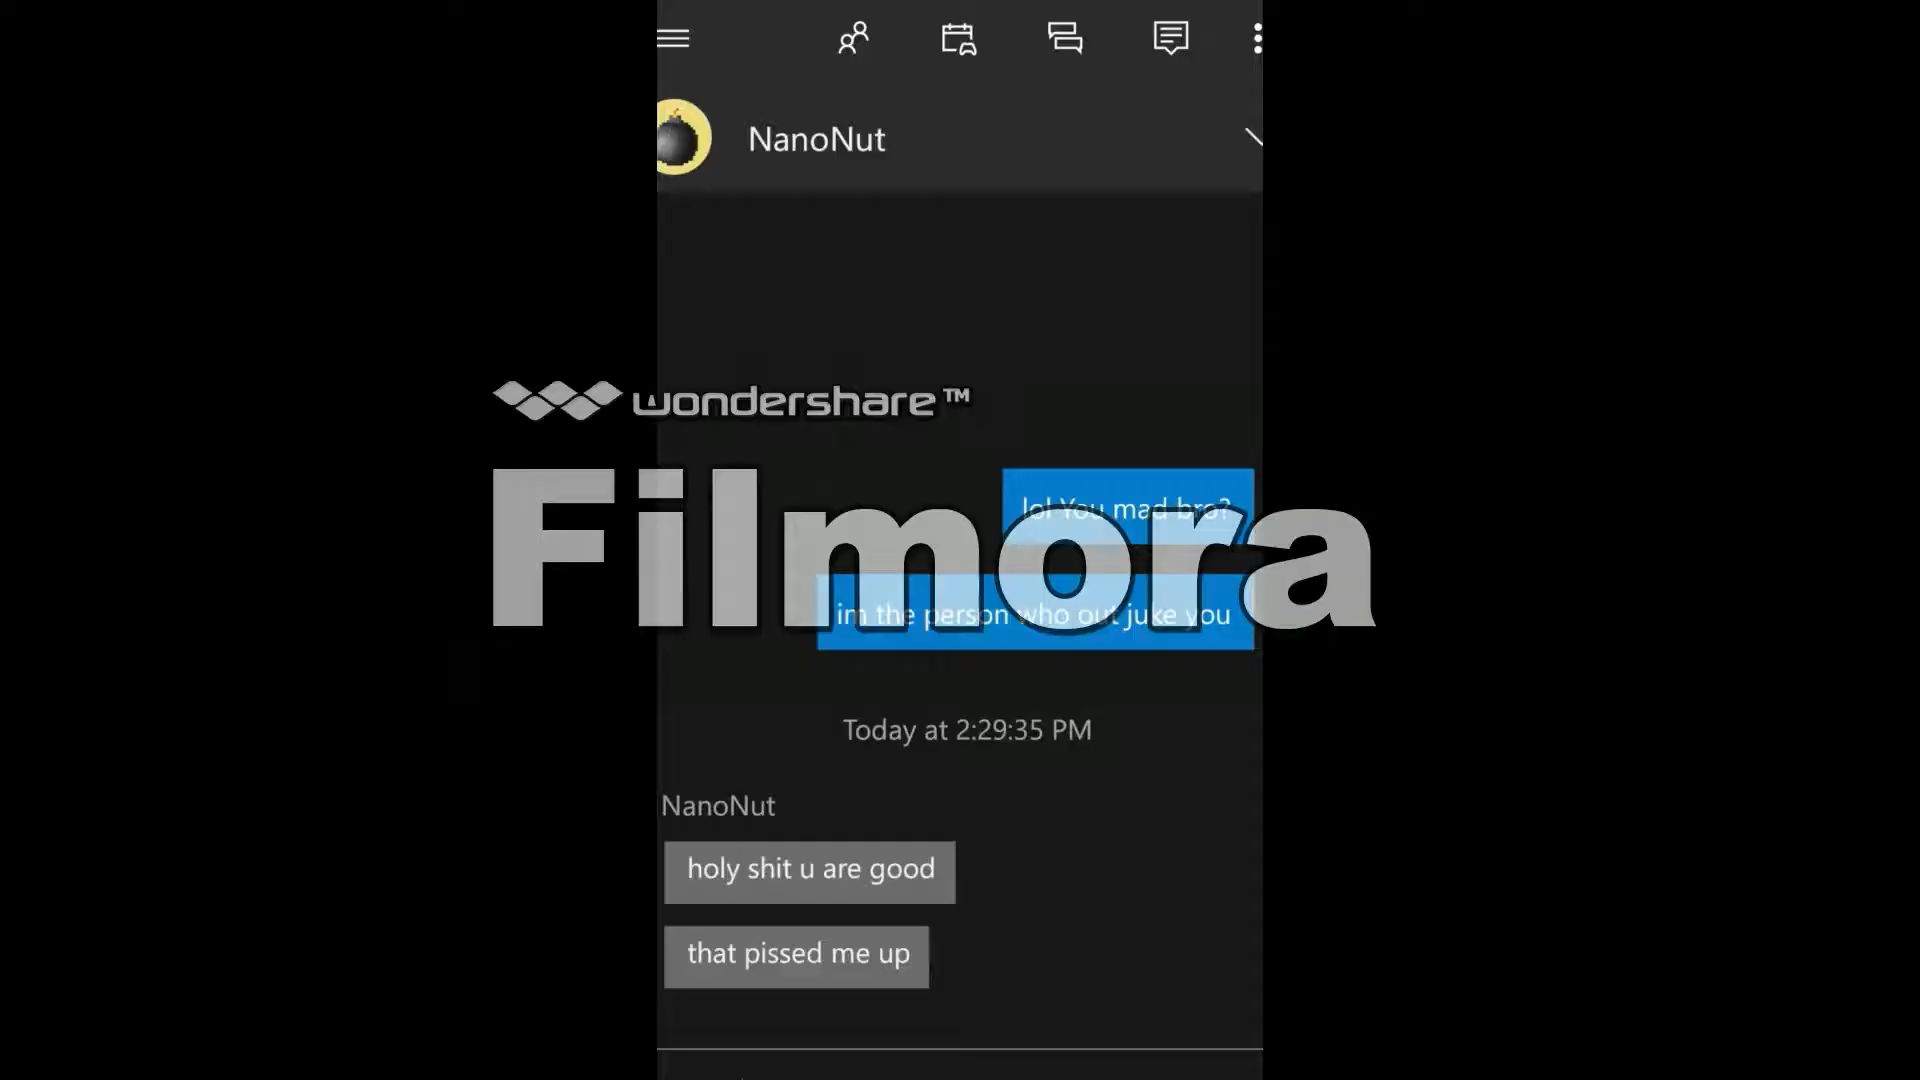 NanoNut
wondershare™
Filmora
lol You mad bro?
im the person who out juke you
Today at 2:29:35 PM
NanoNut
holy shit u are good
that pissed me up